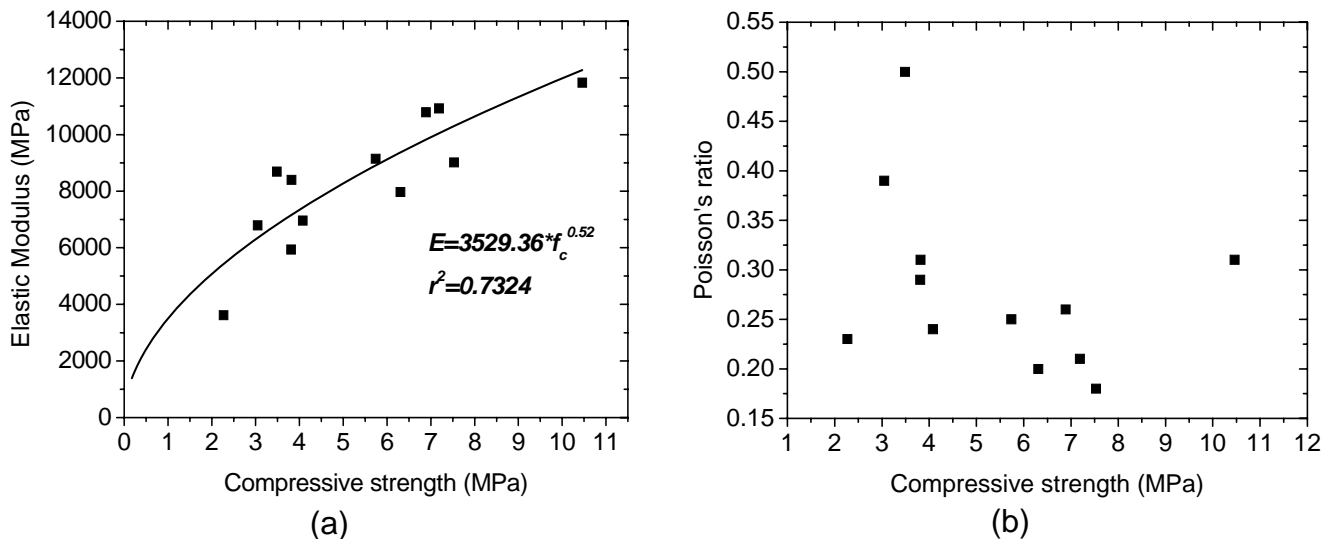 Elastic Modulus (MPa)
14000
12000
10000
8000
6000
4000
2000
0
E=3529.36*f_c^0.52
r^2=0.7324
0 1 2 3 4 5 6 7 8 9 10 11
Compressive strength (MPa)
(a)
Poisson's ratio
0.55
0.50
0.45
0.40
0.35
0.30
0.25
0.20
0.15
1 2 3 4 5 6 7 8 9 10 11 12
Compressive strength (MPa)
(b)